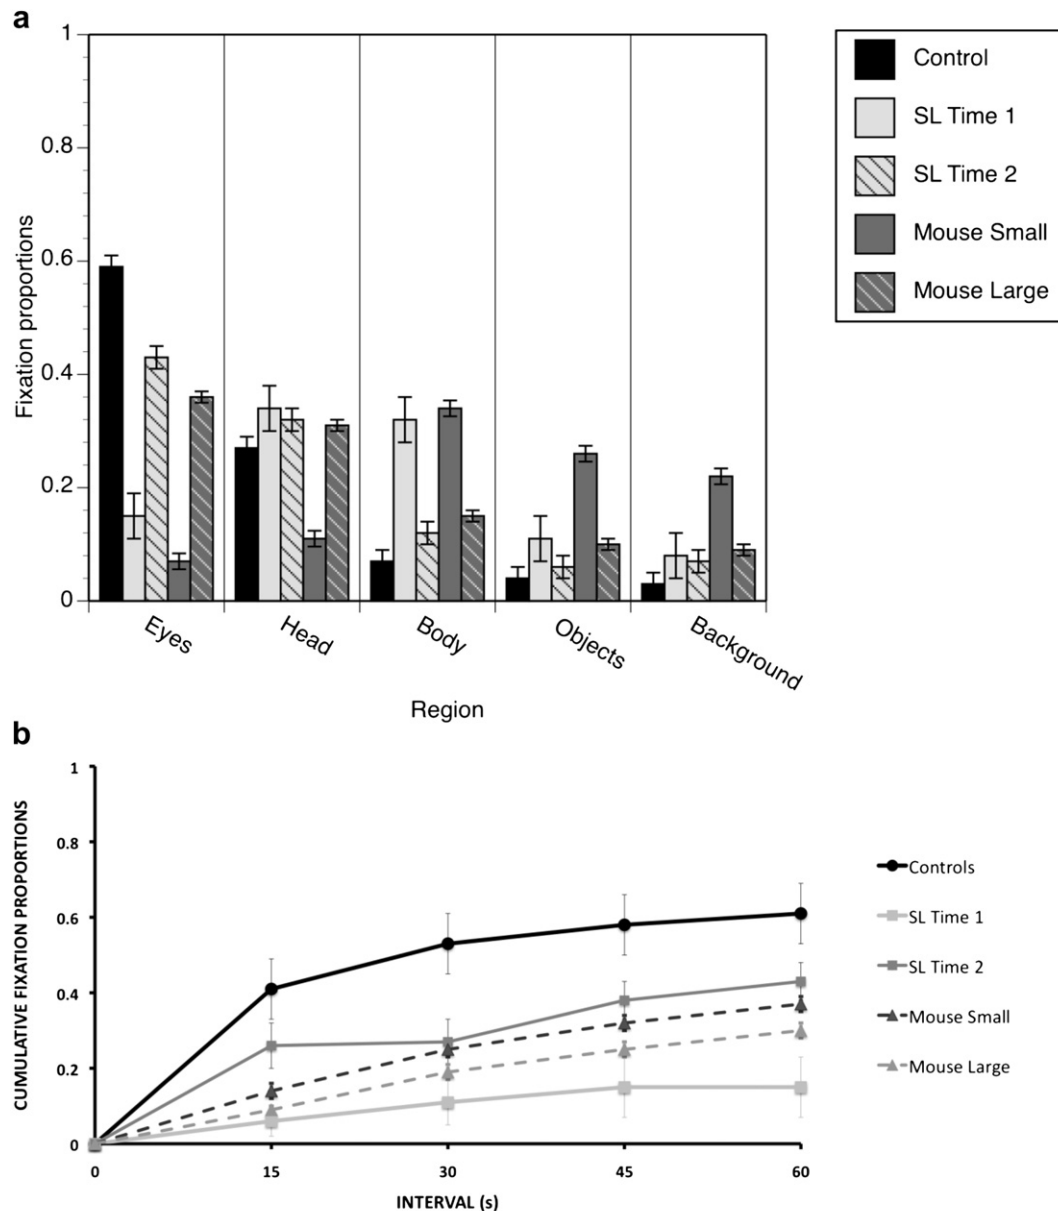 a
1
0.8
0.6
0.4
0.2
0
Fixation proportions
Eyes
Head
Body
Objects
Background
Region
Control
SL Time 1
SL Time 2
Mouse Small
Mouse Large
b
1
0.8
0.6
0.4
0.2
0
CUMULATIVE FIXATION PROPORTIONS
0 15 30 45 60
INTERVAL (s)
Controls
SL Time 1
SL Time 2
Mouse Small
Mouse Large